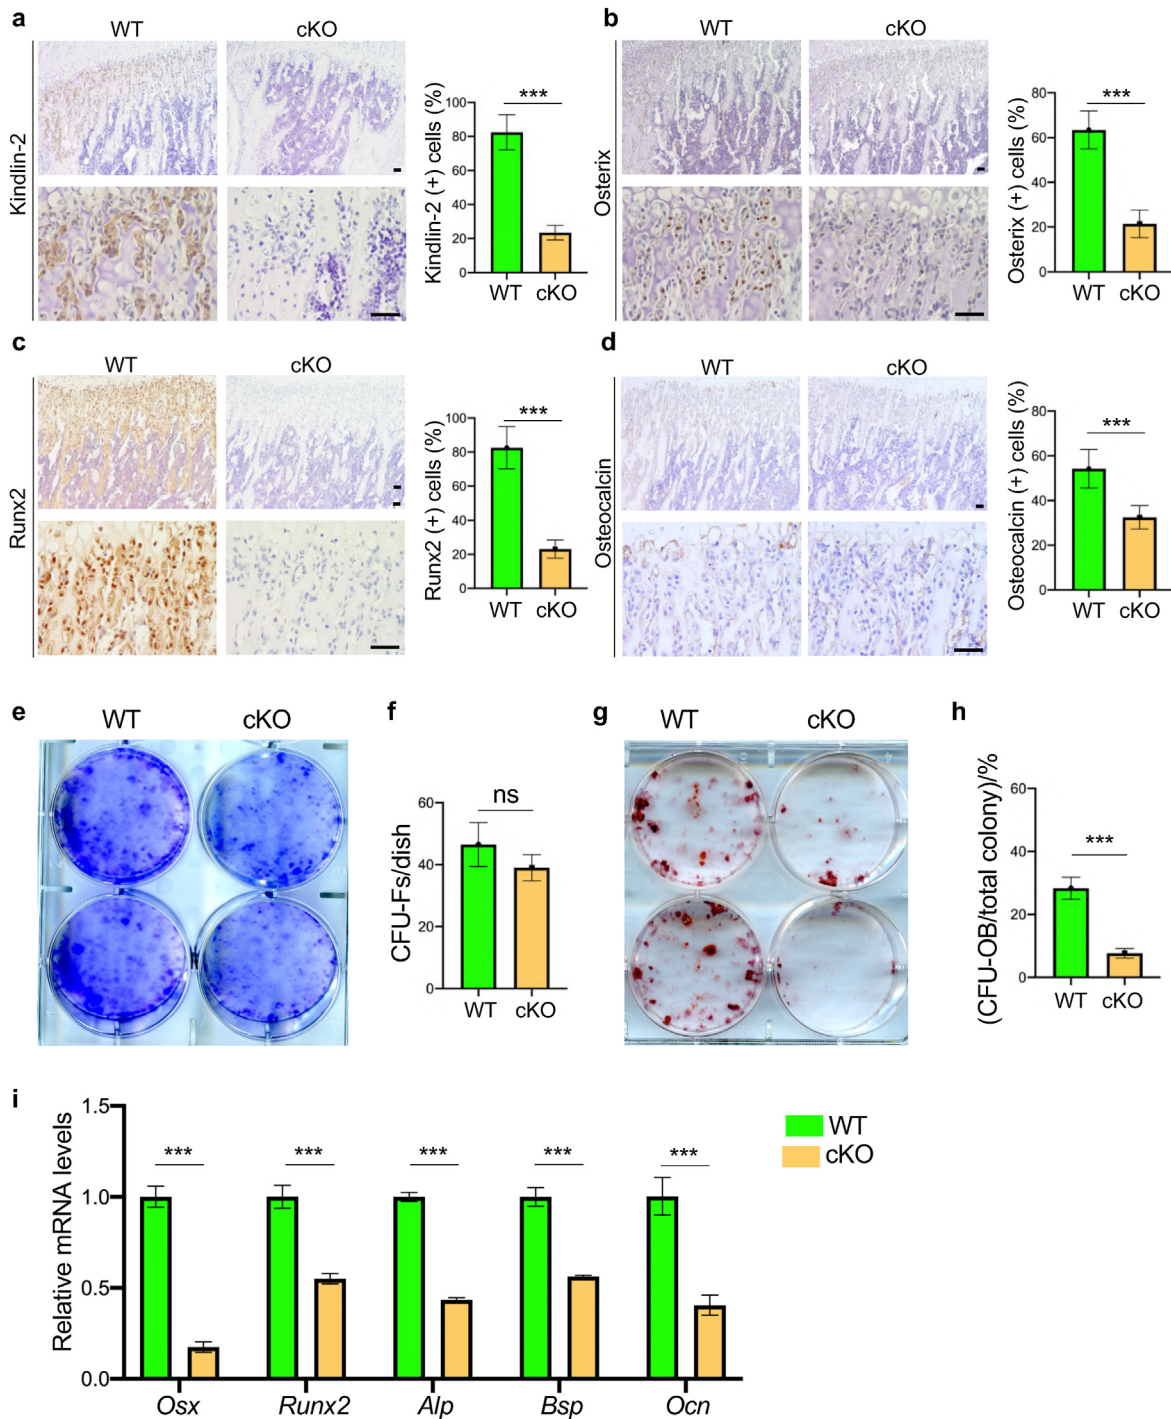 a
WT
cKO
Kindlin-2
Kindlin-2 (+) cells (%)
100
80
60
40
20
0
***
WT
cKO
b
WT
cKO
Osterix
Osterix (+) cells (%)
80
60
40
20
0
***
WT
cKO
c
WT
cKO
Runx2
Runx2 (+) cells (%)
100
80
60
40
20
0
***
WT
cKO
d
WT
cKO
Osteocalcin
Osteocalcin (+) cells (%)
80
60
40
20
0
***
WT
cKO
e
WT
cKO
f
CFU-Fs/dish
60
40
20
0
ns
WT
cKO
g
WT
cKO
h
(CFU-OB/total colony)/%
60
40
20
0
***
WT
cKO
i
Relative mRNA levels
1.5
1.0
0.5
0.0
***
***
***
***
***
Osx
Runx2
Alp
Bsp
Ocn
WT
cKO